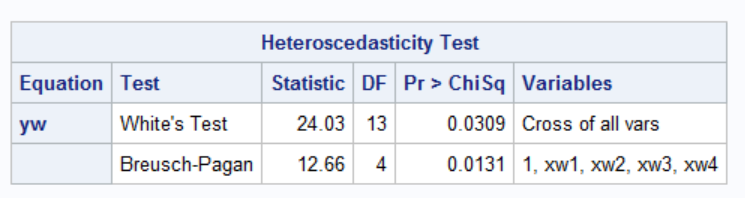 Heteroscedasticity Test
Equation Test Statistic DF Pr > ChiSq Variables
yw White's Test 24.03 13 0.0309 Cross of all vars
Breusch-Pagan 12.66 4 0.0131 1, xw1, xw2, xw3, xw4